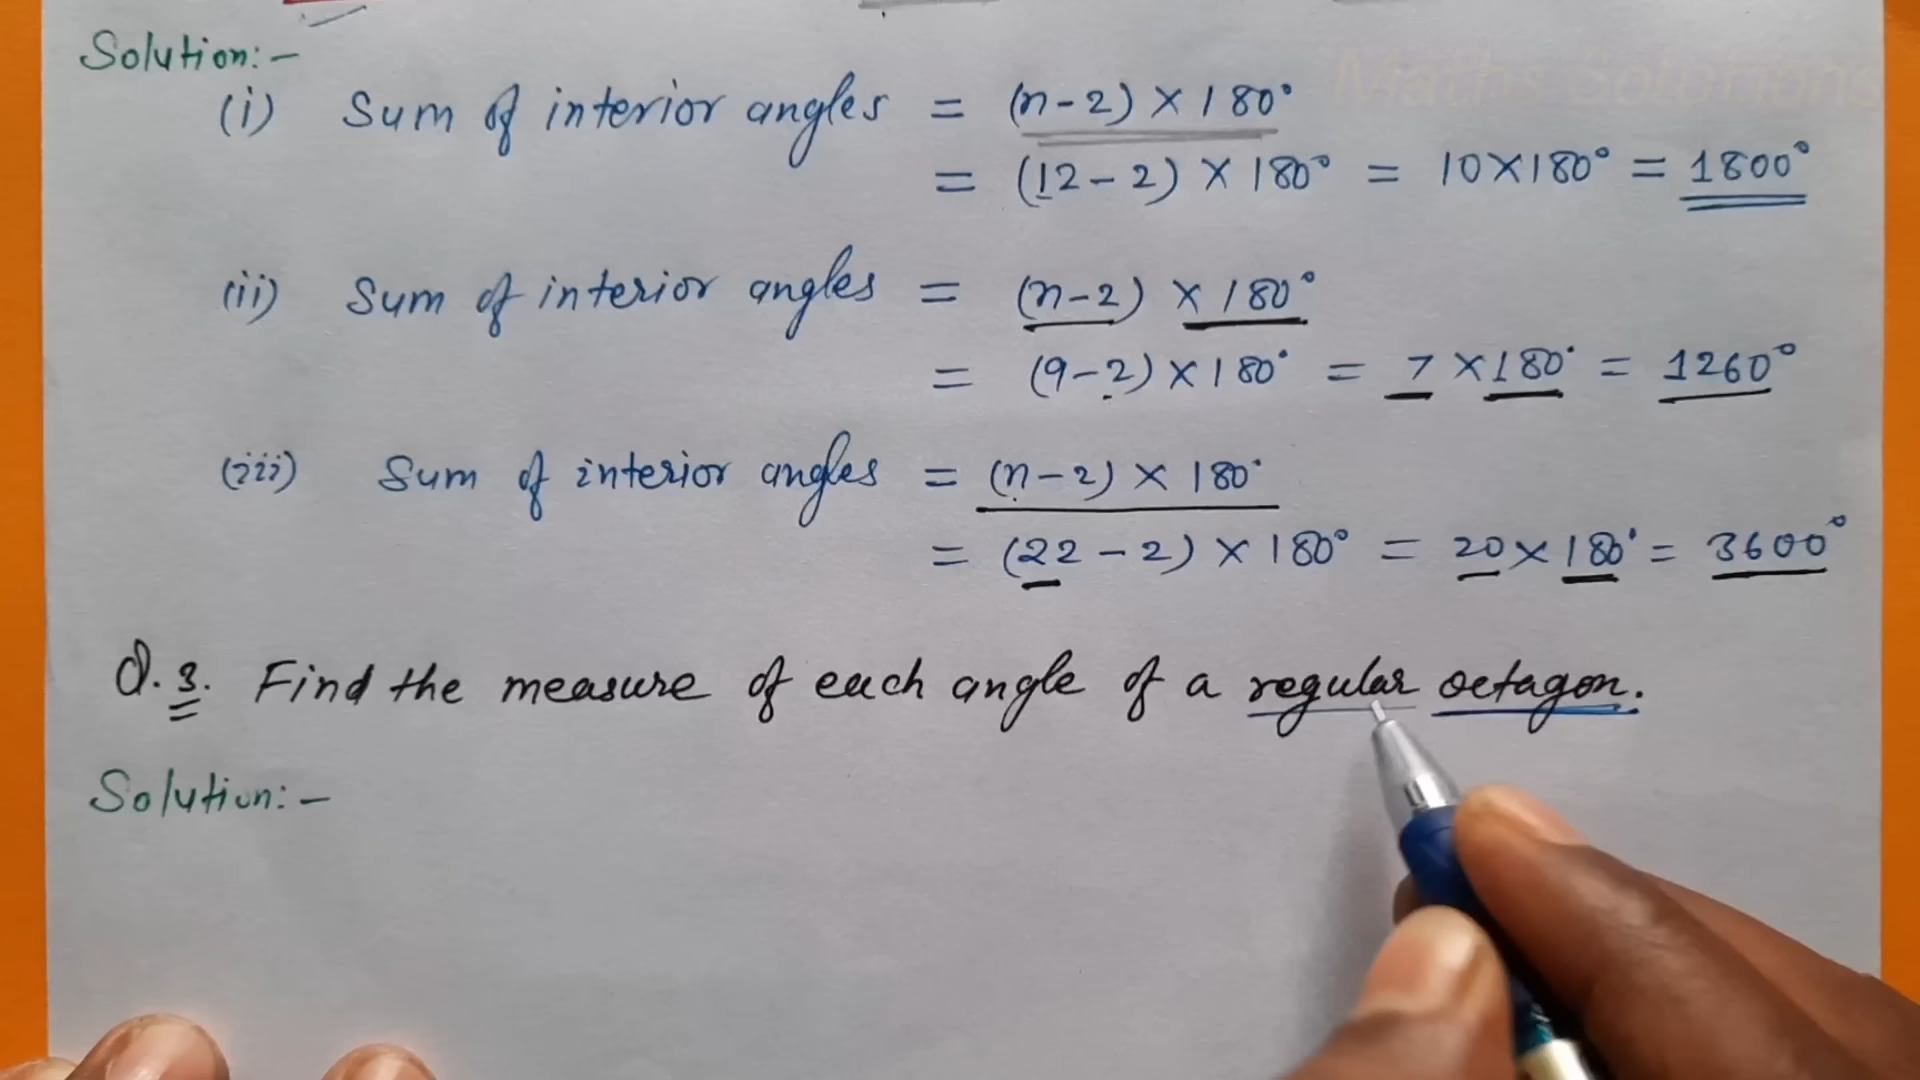 Maths Solutions
Solution:-
(i) Sum of interior angles = (n-2) × 180°
= (12-2) × 180° = 10×180° = 1800°
(ii) Sum of interior angles = (n-2) × 180°
= (9-2) × 180° = 7 × 180° = 1260°
(iii) Sum of interior angles = (n-2) × 180°
= (22-2) × 180° = 20 × 180° = 3600°
Q.3. Find the measure of each angle of a regular octagon.
Solution:-